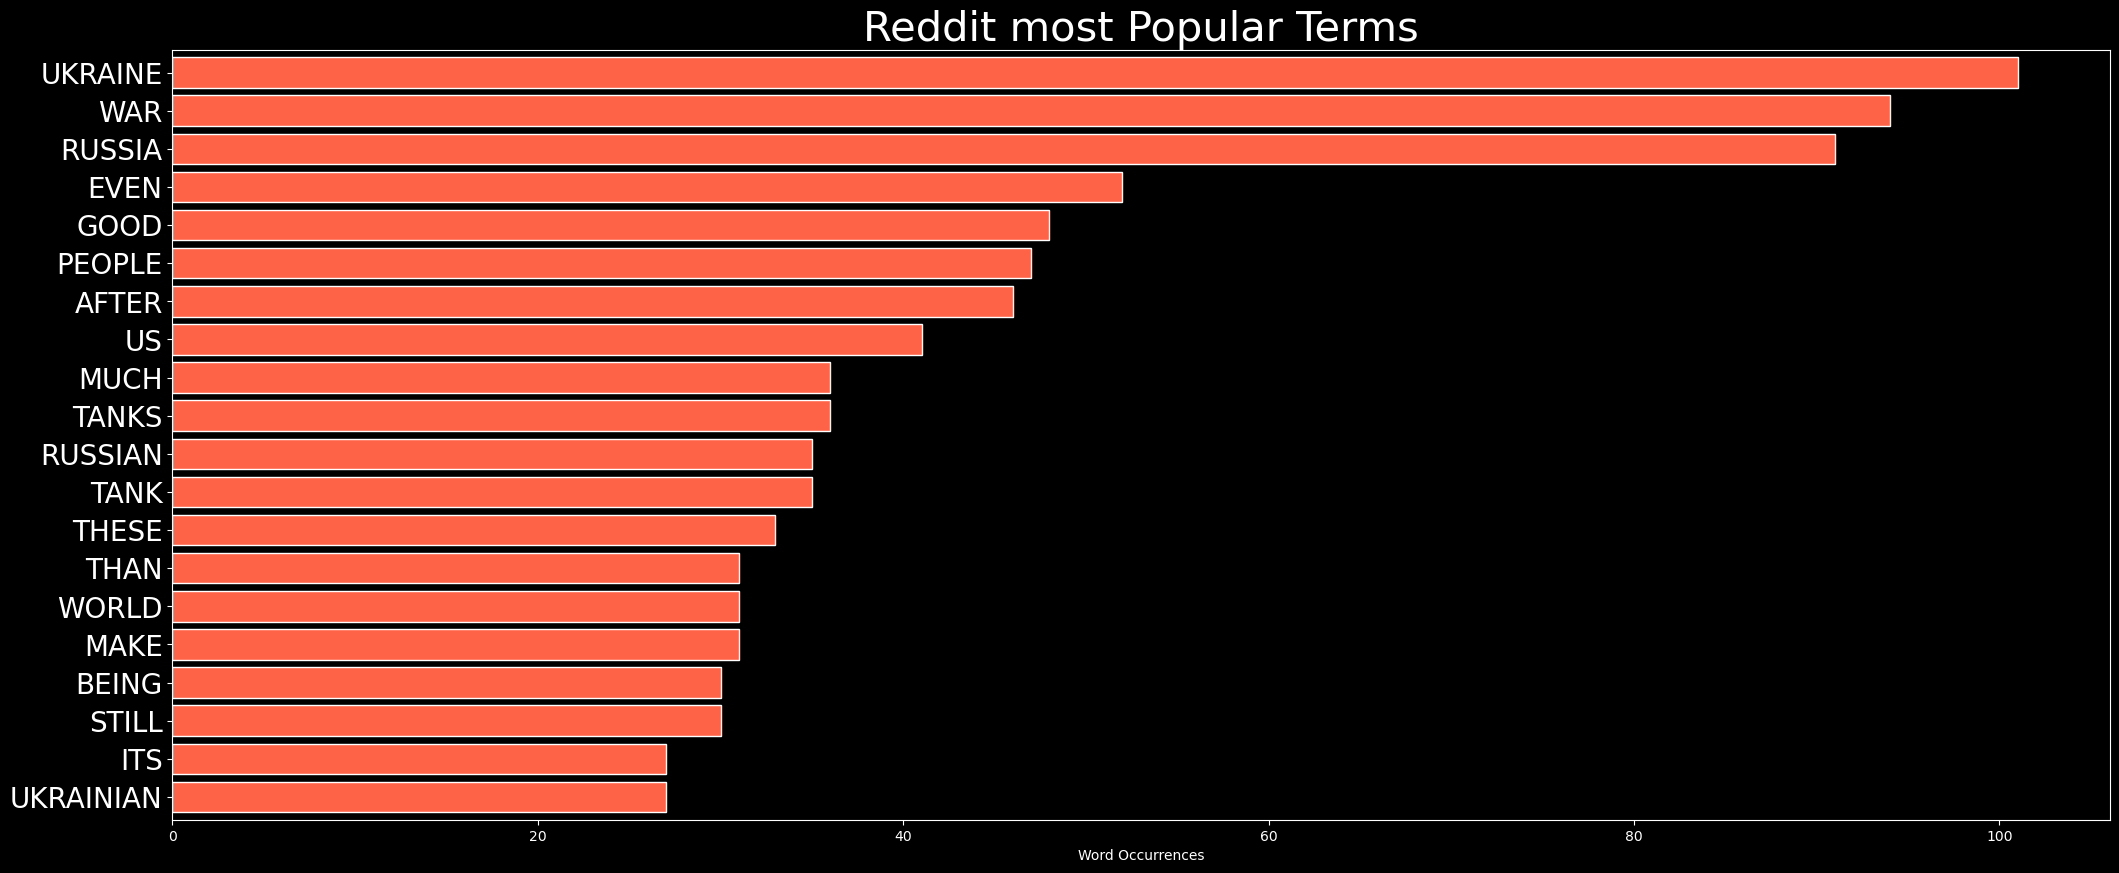 Reddit most Popular Terms
UKRAINE
WAR
RUSSIA
EVEN
GOOD
PEOPLE
AFTER
US
MUCH
TANKS
RUSSIAN
TANK
THESE
THAN
WORLD
MAKE
BEING
STILL
ITS
UKRAINIAN
0 20 40 60 80 100
Word Occurrences